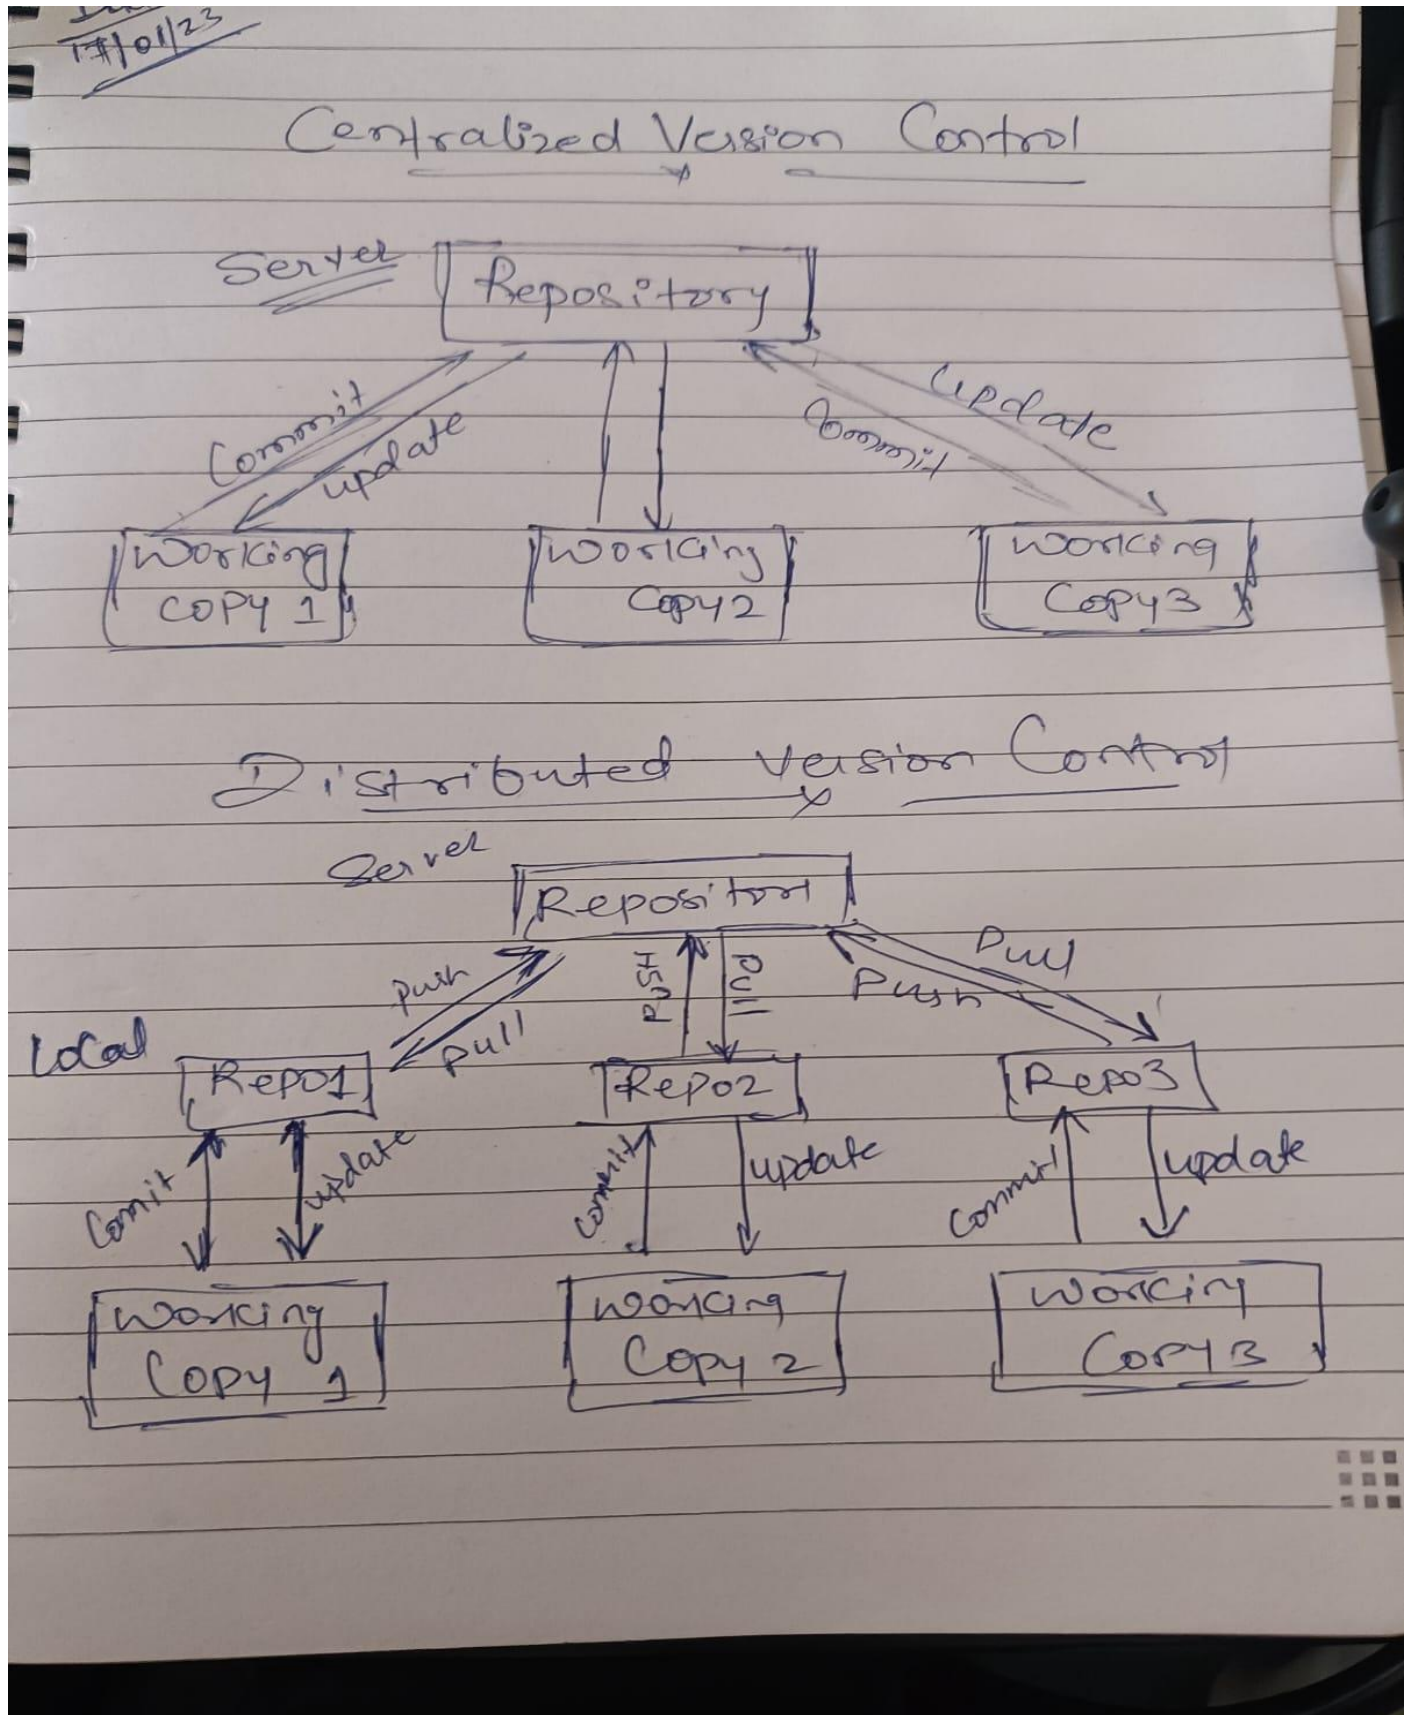 17/01/23
Centralized Version Control
Server
Repository
Commit
update
update
Commit
Working
Copy 1
Working
Copy 2
Working
Copy 3
Distributed Version Control
Server
Repositori
push
pull
PUSH
pull
Pull
Push
Local
Repo1
Repo2
Repo3
Comit
update
commit
update
Commit
update
Working
Copy 1
Working
Copy 2
Working
Copy 3